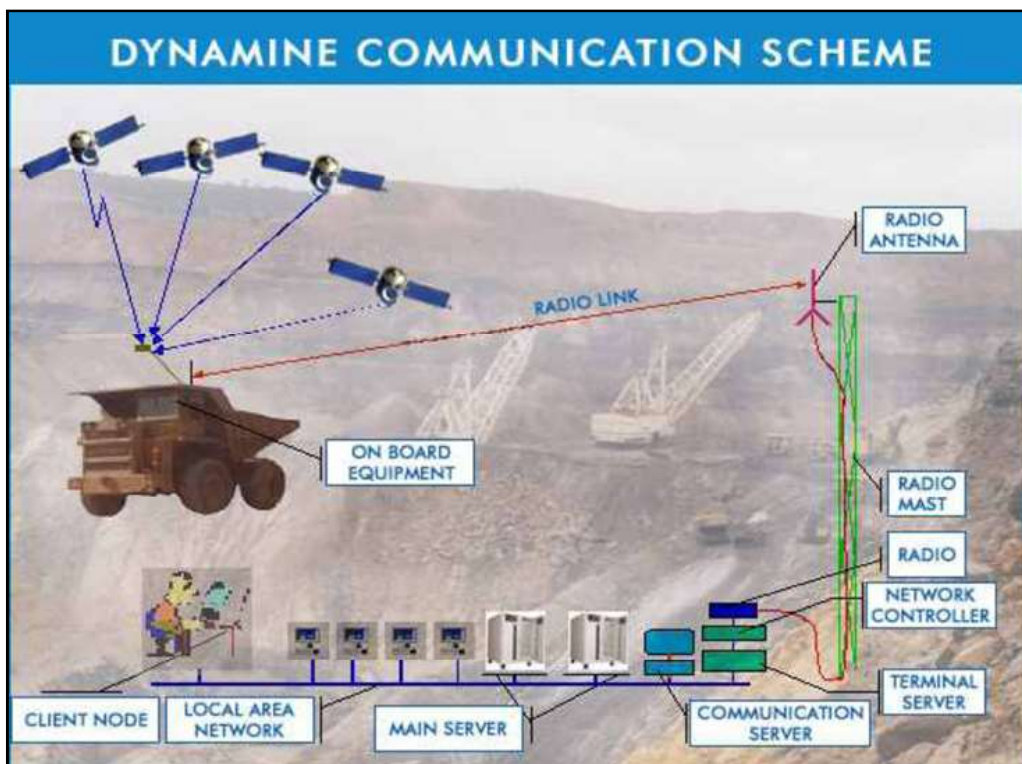 DYNAMINE COMMUNICATION SCHEME
RADIO
ANTENNA
RADIO LINK
ON BOARD
EQUIPMENT
RADIO
MAST
RADIO
NETWORK
CONTROLLER
TERMINAL
SERVER
CLIENT NODE
LOCAL AREA
NETWORK
MAIN SERVER
COMMUNICATION
SERVER